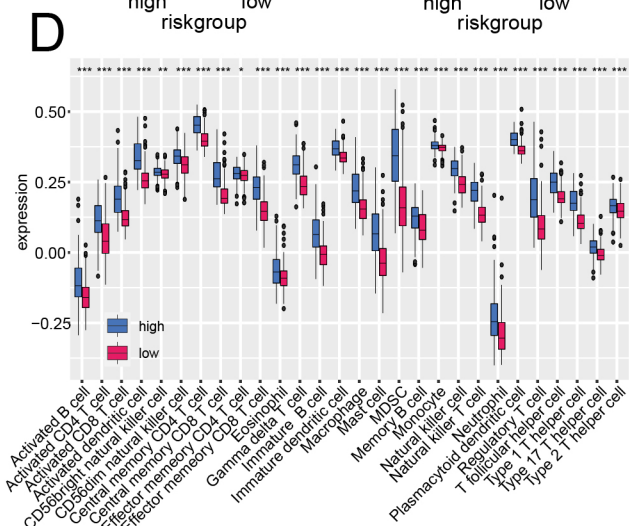 high low high low
riskgroup riskgroup
D
*** *** *** *** ** *** *** *** * *** *** *** *** *** *** *** *** *** *** *** *** *** *** *** *** *** *** ***
0.50
0.25
0.00
−0.25
expression
high
low
Activated B cell
Activated CD4 T cell
Activated CD8 T cell
Activated dendritic cell
CD56bright natural killer cell
CD56dim natural killer cell
Central memory CD4 T cell
Central memory CD8 T cell
Effector memory CD4 T cell
Effector memory CD8 T cell
Eosinophil
Gamma delta T cell
Immature B cell
Immature dendritic cell
Macrophage
Mast cell
MDSC
Memory B cell
Monocyte
Natural killer cell
Natural killer T cell
Neutrophil
Plasmacytoid dendritic cell
Regulatory T cell
T follicular helper cell
Type 1 T helper cell
Type 17 T helper cell
Type 2 T helper cell